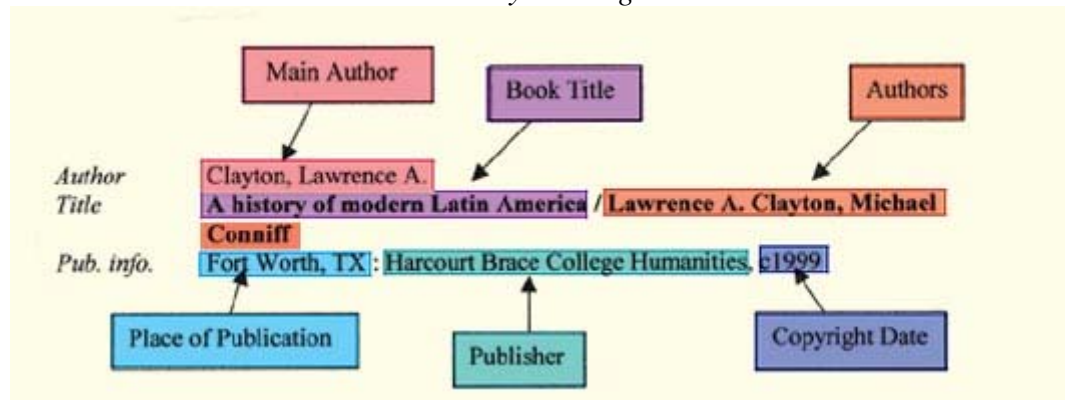 Main Author
Book Title
Authors
Author Clayton, Lawrence A.
Title A history of modern Latin America / Lawrence A. Clayton, Michael
Conniff
Pub. info. Fort Worth, TX : Harcourt Brace College Humanities, c1999
Place of Publication
Publisher
Copyright Date